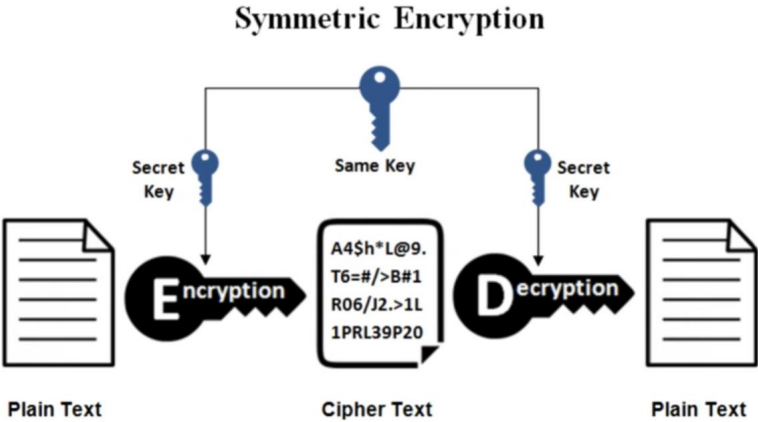 Symmetric Encryption
Secret
Key
Same Key
Secret
Key
Encryption
A4$h*L@9.
T6=#/>B#1
R06/J2.>1L
1PRL39P20
Decryption
Plain Text
Cipher Text
Plain Text